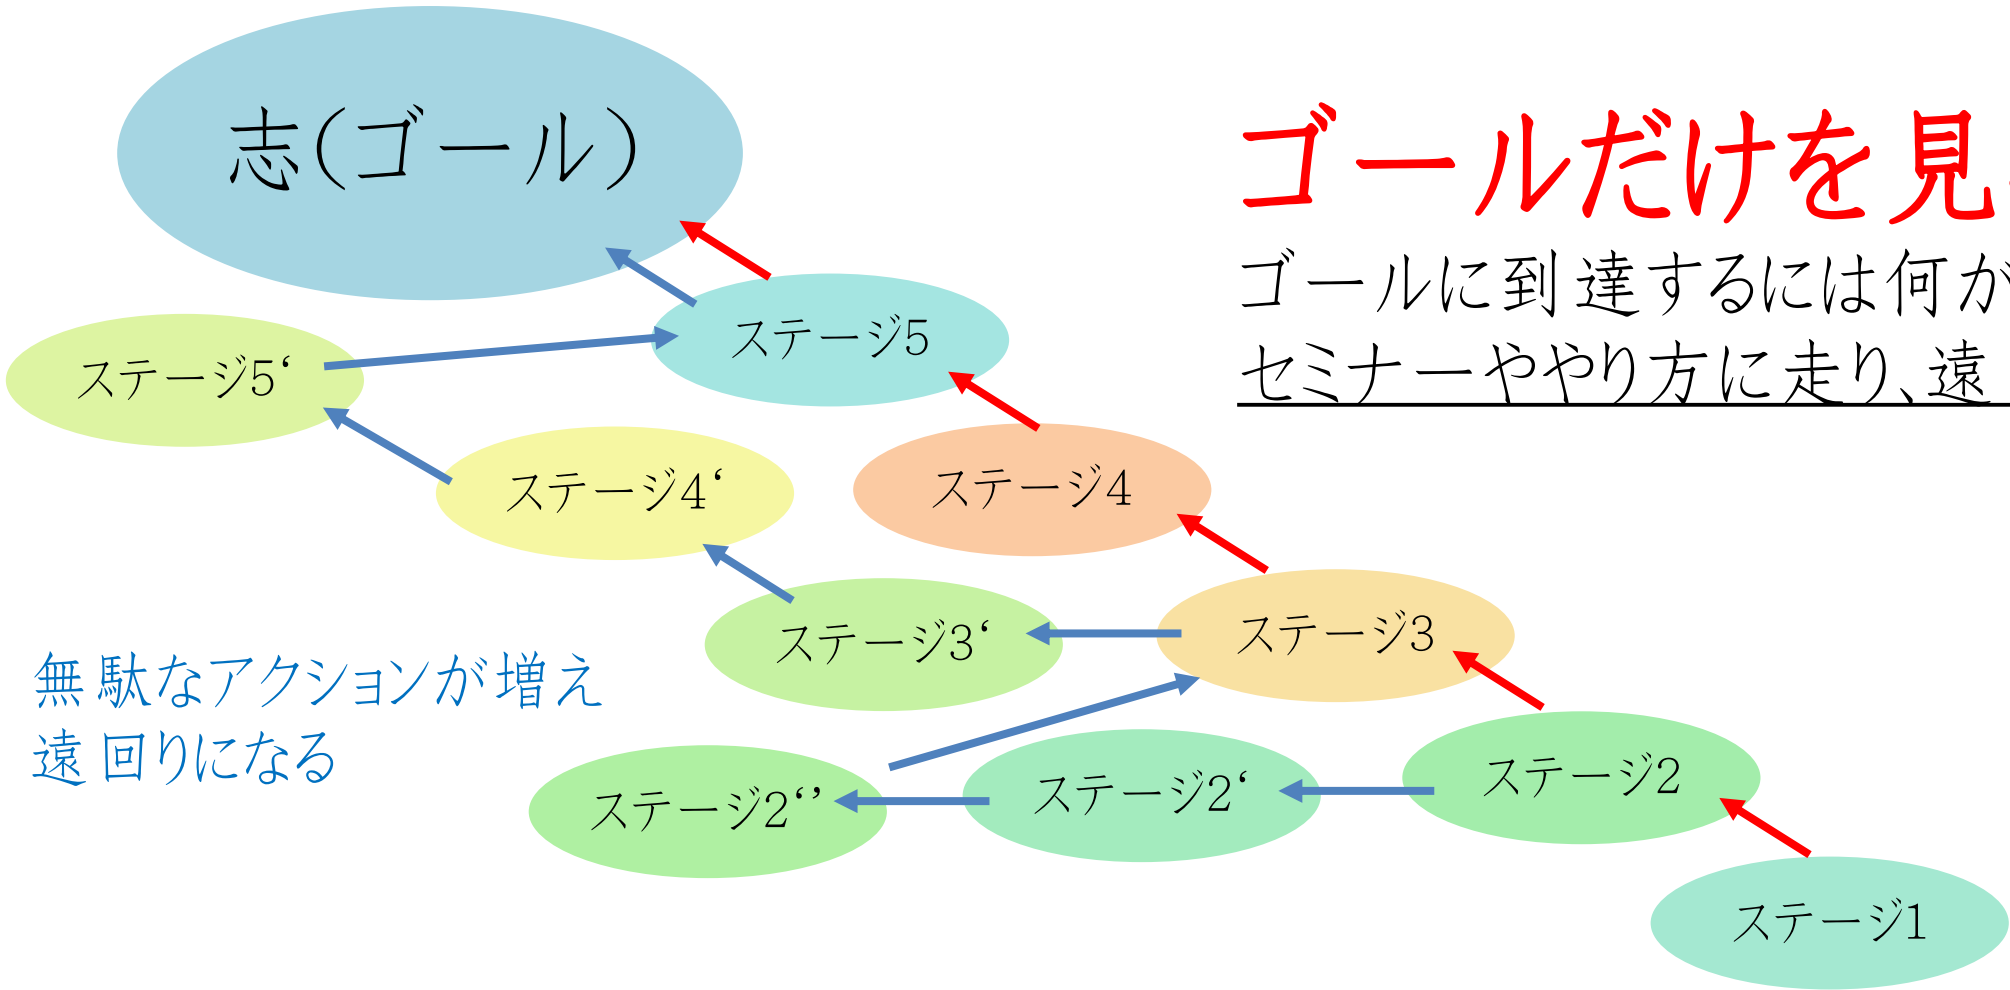 志(ゴール)
ゴールだけを見
ゴールに到達するには何が
セミナーややり方に走り、遠
ステージ5
ステージ5‘
ステージ4‘
ステージ4
ステージ3‘
ステージ3
無駄なアクションが増え
遠回りになる
ステージ2‘’
ステージ2‘
ステージ2
ステージ1